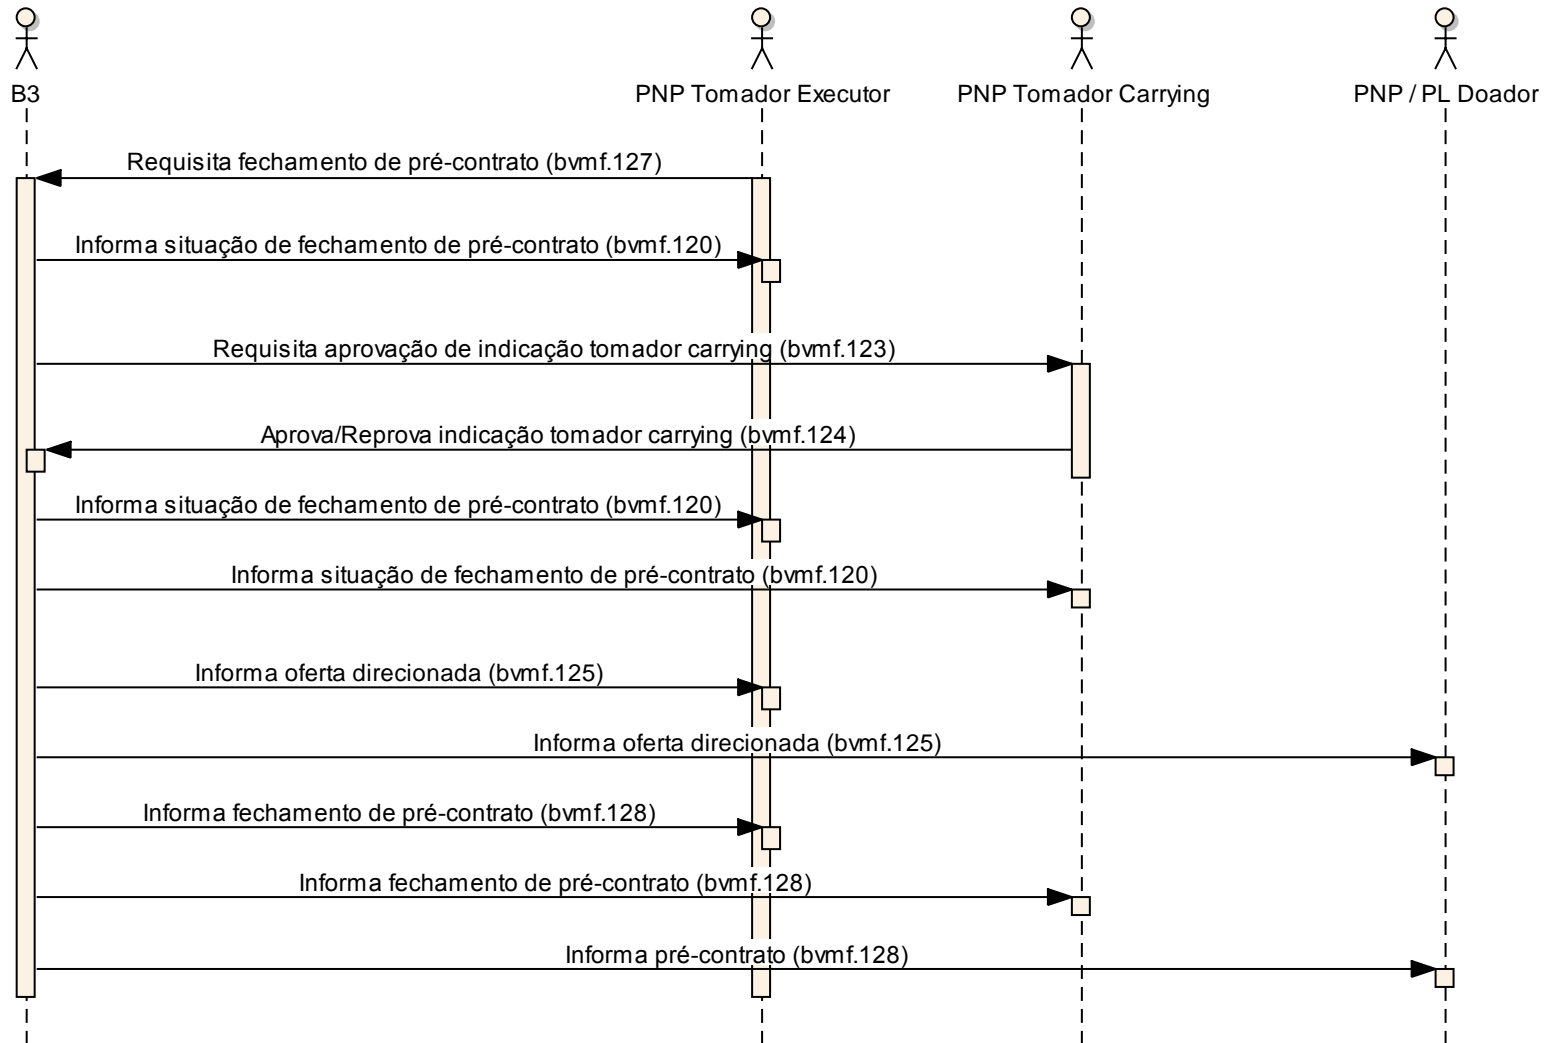 B3
PNP Tomador Executor
PNP Tomador Carrying
PNP / PL Doador
Requisita fechamento de pré-contrato (bvmf.127)
Informa situação de fechamento de pré-contrato (bvmf.120)
Requisita aprovação de indicação tomador carrying (bvmf.123)
Aprova/Reprova indicação tomador carrying (bvmf.124)
Informa situação de fechamento de pré-contrato (bvmf.120)
Informa situação de fechamento de pré-contrato (bvmf.120)
Informa oferta direcionada (bvmf.125)
Informa oferta direcionada (bvmf.125)
Informa fechamento de pré-contrato (bvmf.128)
Informa fechamento de pré-contrato (bvmf.128)
Informa pré-contrato (bvmf.128)